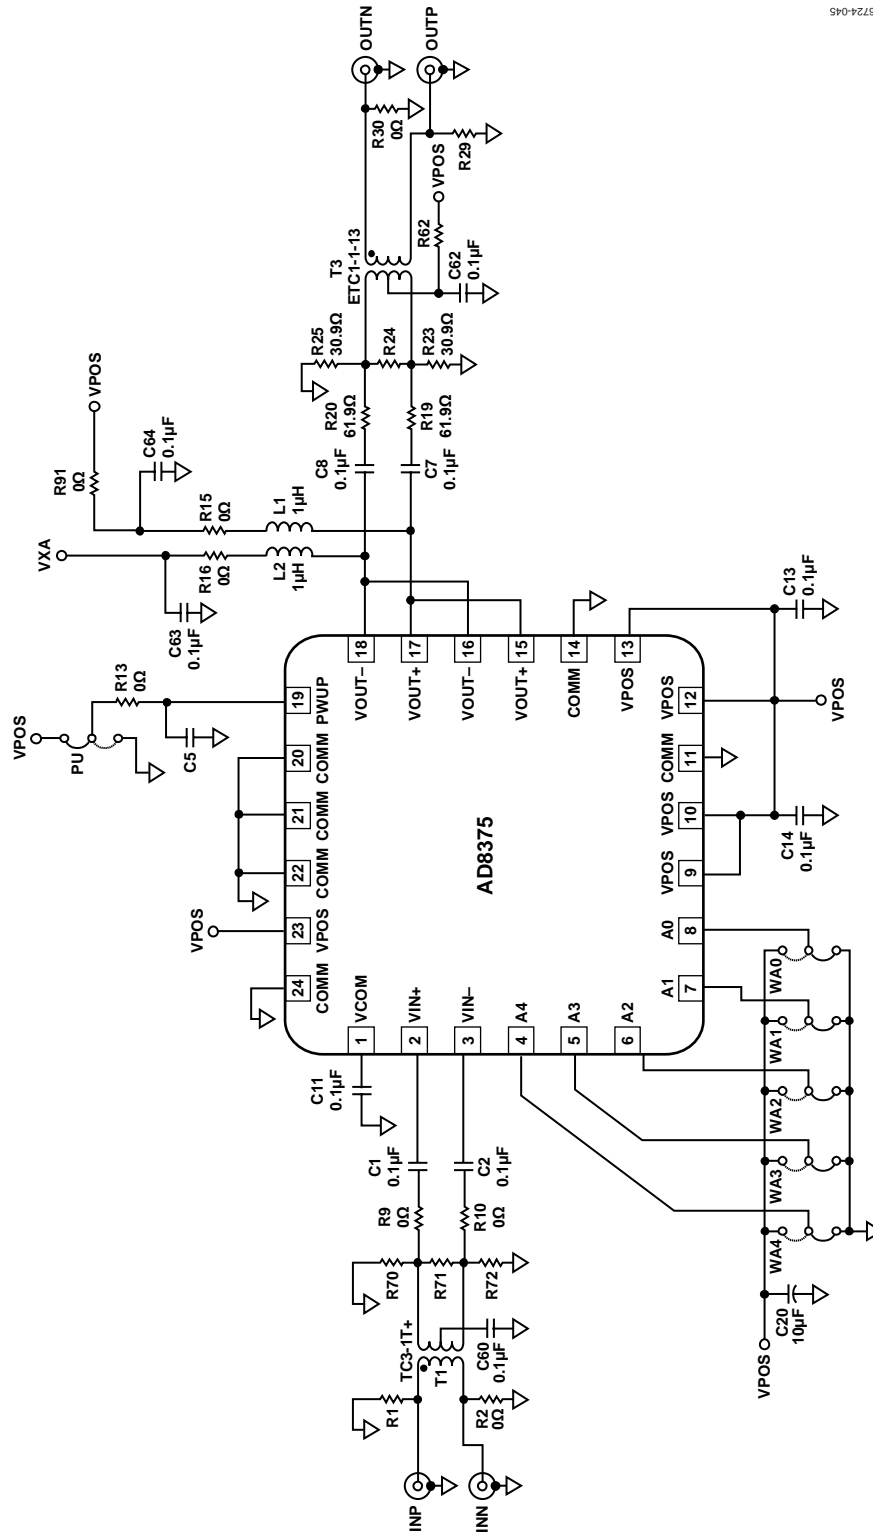 6724-045
OUTN
OUTP
R30
0Ω
R29
VPOS
R62
C62
0.1µF
T3
ETC1-1-13
R25
30.9Ω
R24
R23
30.9Ω
R20
61.9Ω
R19
61.9Ω
C8
0.1µF
C7
0.1µF
VPOS
R91
0Ω
C64
0.1µF
R15
0Ω
L1
1µH
VXA
R16
0Ω
L2
1µH
C63
0.1µF
VPOS
PU
R13
0Ω
C5
19
PWUP
20
COMM
21
COMM
22
COMM
VPOS
23
VPOS
24
COMM
18
VOUT–
17
VOUT+
16
VOUT–
15
VOUT+
14
COMM
13
VPOS
C13
0.1µF
12
VPOS
VPOS
11
COMM
10
VPOS
C14
0.1µF
9
VPOS
8
A0
7
A1
AD8375
1
VCOM
2
VIN+
3
VIN–
4
A4
5
A3
6
A2
C11
0.1µF
C1
0.1µF
C2
0.1µF
R9
0Ω
R10
0Ω
R70
R71
R72
TC3-1T+
T1
C60
0.1µF
R1
R2
0Ω
INP
INN
WA0
WA1
WA2
WA3
WA4
C20
10µF
VPOS